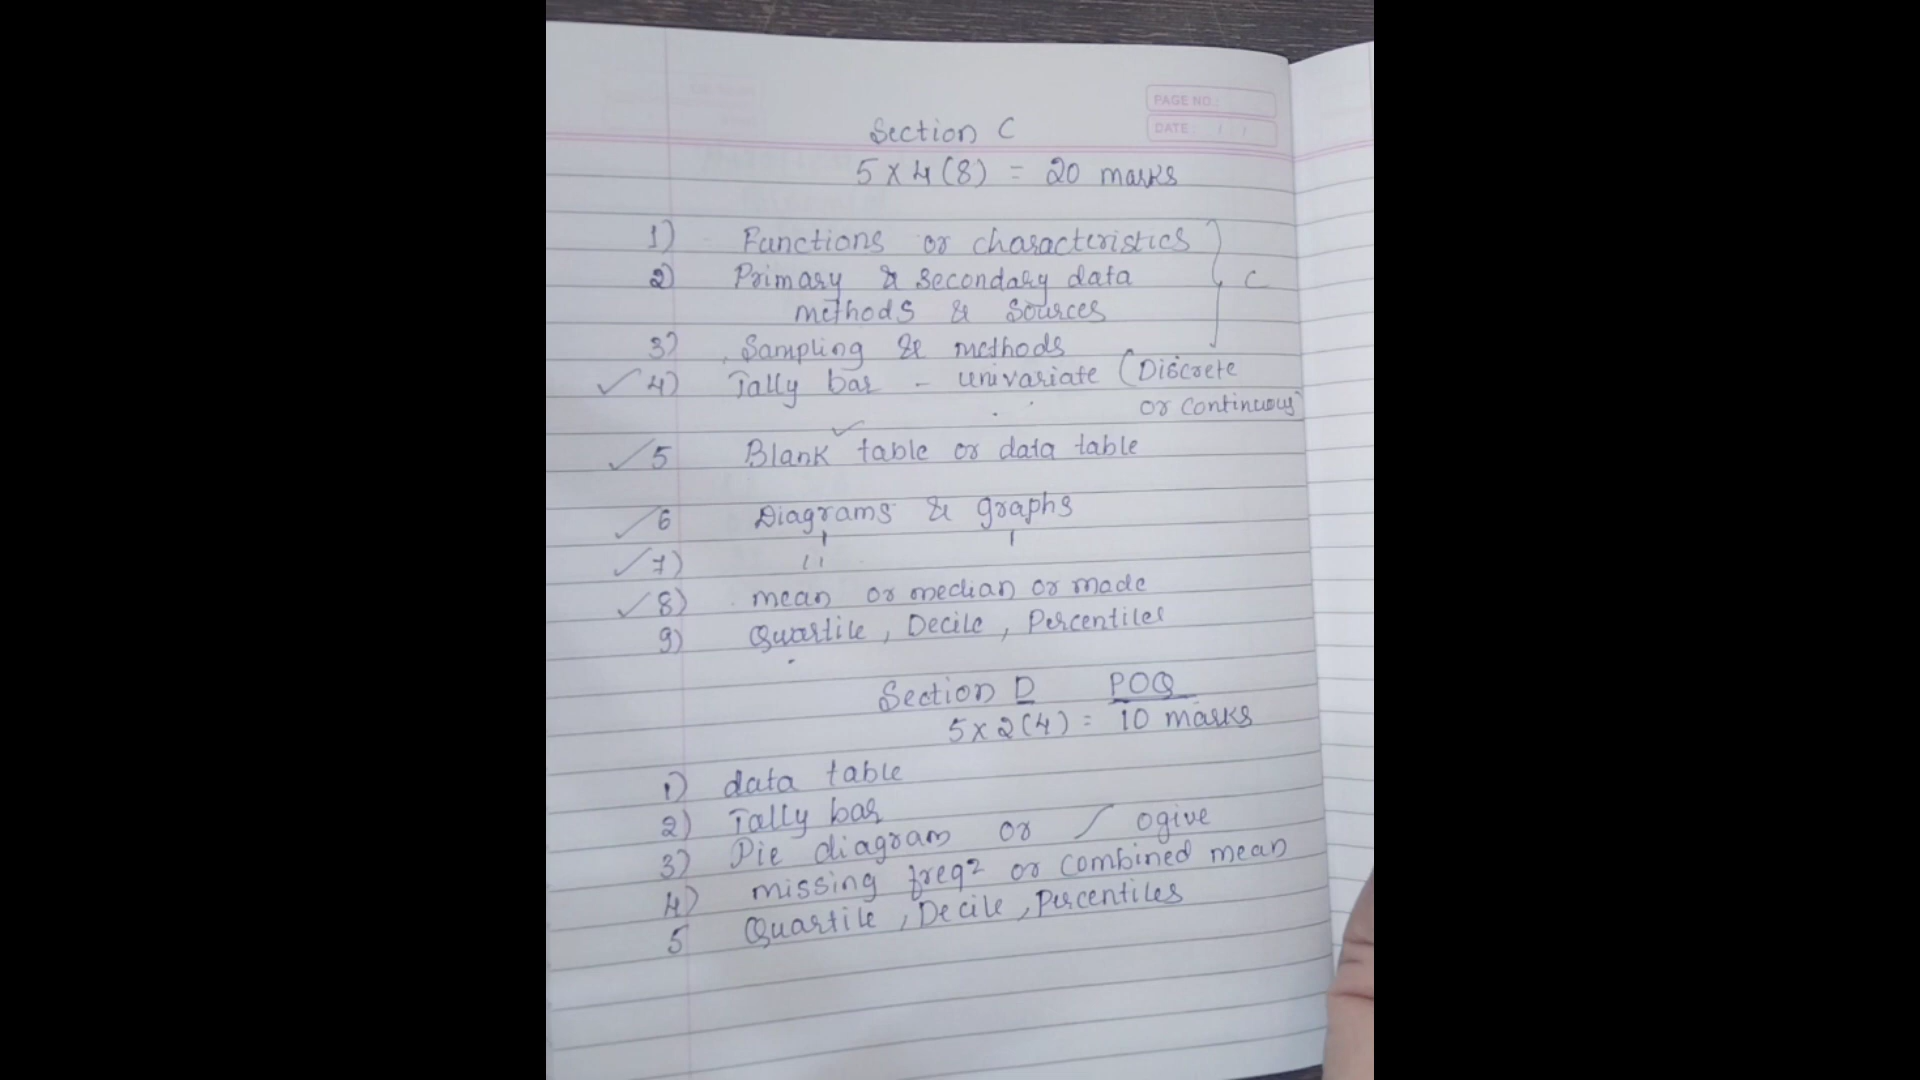 PAGE NO.:
DATE: / /
Section C
5 x 4 (8) = 20 marks
1) Functions or characteristics
2) Primary & Secondary data C
methods & Sources
3) Sampling & methods
✓ 4) Tally bar - univariate (Discrete
or continuous)
✓ 5 Blank table or data table
✓ 6 Diagrams & graphs
✓ 7) 11
✓ 8) mean or median or mode
9) Quartile, Decile, Percentiles
Section D POQ
5 x 2 (4) = 10 marks
1) data table
2) Tally bar
3) Pie diagram or ogive
4) missing freq² or combined mean
5 Quartile, Decile, Percentiles